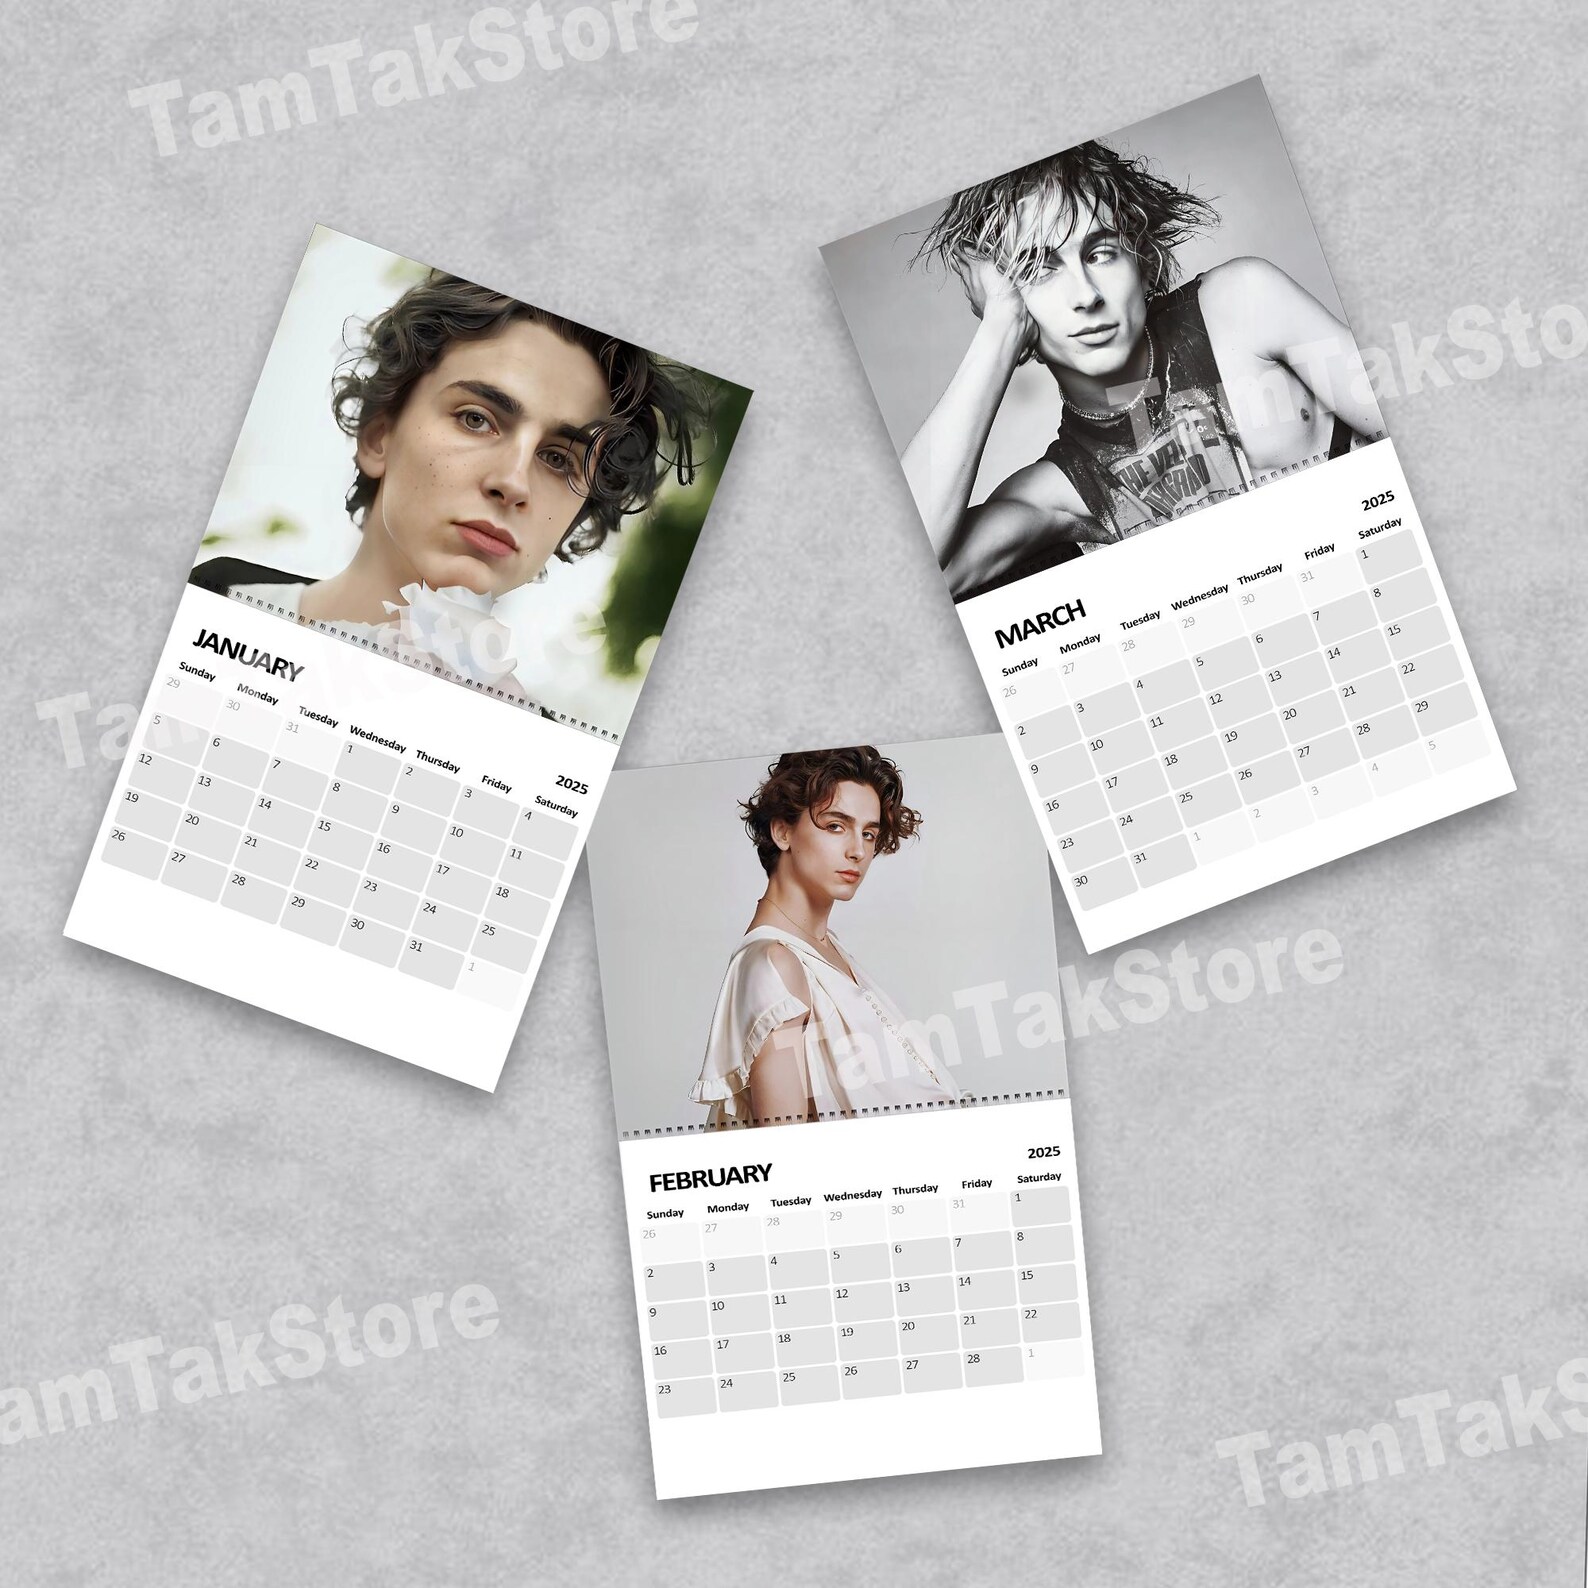 TamTakStore
JANUARY 2025
Sunday Monday Tuesday Wednesday Thursday Friday Saturday
29 30 31 1 2 3 4
5 6 7 8 9 10 11
12 13 14 15 16 17 18
19 20 21 22 23 24 25
26 27 28 29 30 31 1
TamTakSto
MARCH 2025
Sunday Monday Tuesday Wednesday Thursday Friday Saturday
26 27 28 29 30 31 1
2 3 4 5 6 7 8
9 10 11 12 13 14 15
16 17 18 19 20 21 22
23 24 25 26 27 28 29
30 31 1 2 3 4 5
TamTakStore
FEBRUARY 2025
Sunday Monday Tuesday Wednesday Thursday Friday Saturday
26 27 28 29 30 31 1
2 3 4 5 6 7 8
9 10 11 12 13 14 15
16 17 18 19 20 21 22
23 24 25 26 27 28 1
amTakStore
TamTakS